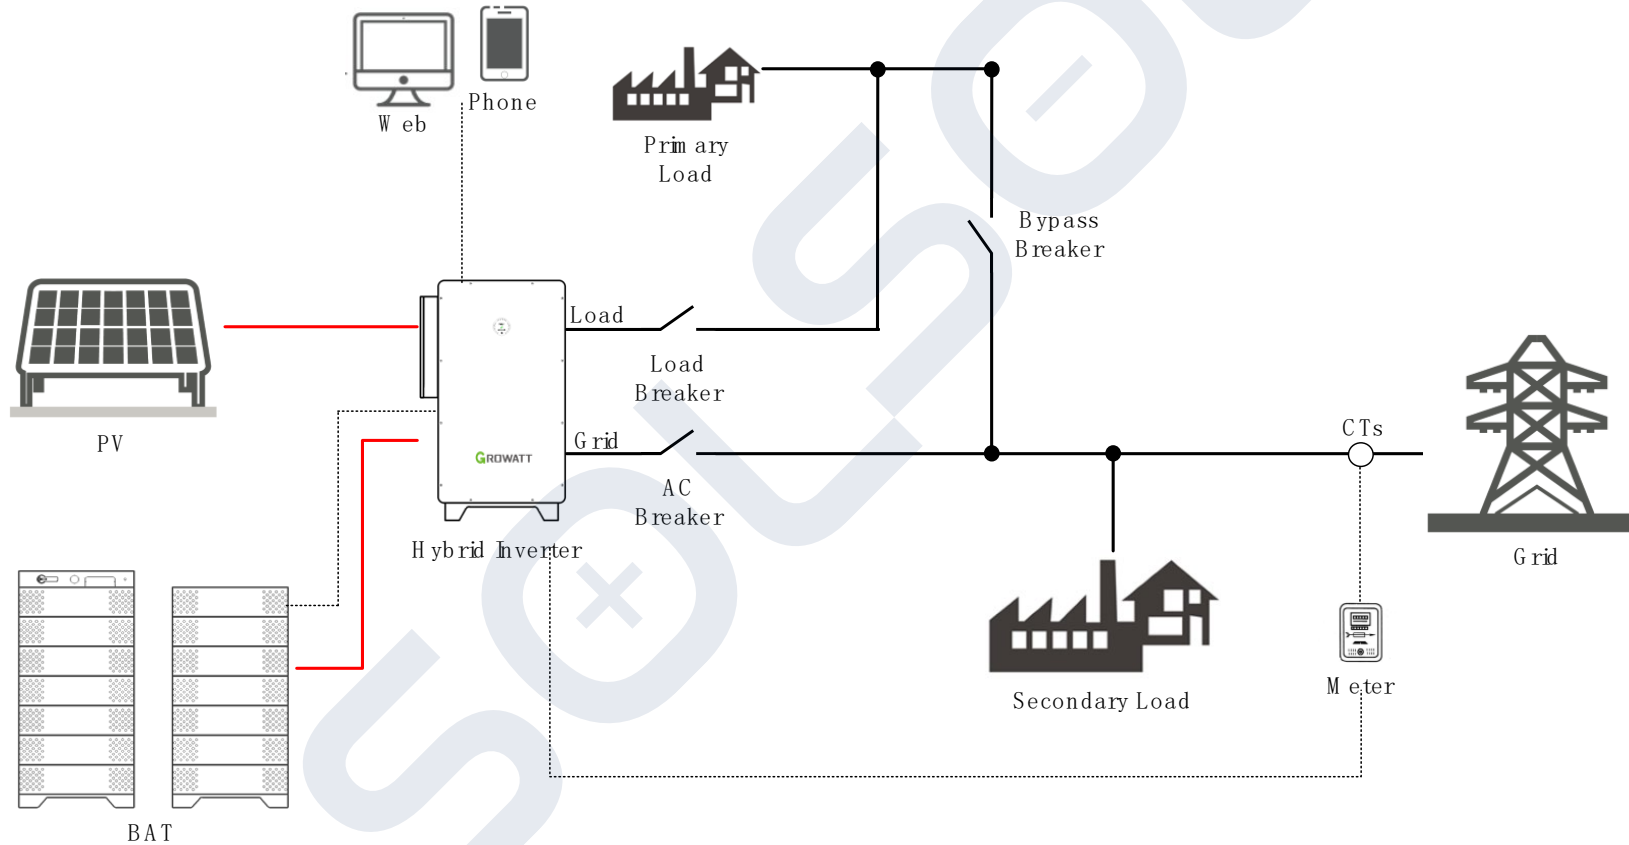 Web
Phone
Primary
Load
Bypass
Breaker
Load
Load
Breaker
PV
Grid
GROWATT
AC
Breaker
CTs
Hybrid Inverter
Grid
Secondary Load
Meter
BAT
SOLSOL